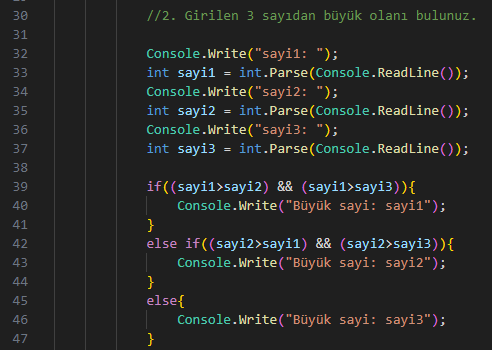 30 //2. Girilen 3 sayıdan büyük olanı bulunuz.
31
32 Console.Write("sayi1: ");
33 int sayi1 = int.Parse(Console.ReadLine());
34 Console.Write("sayi2: ");
35 int sayi2 = int.Parse(Console.ReadLine());
36 Console.Write("sayi3: ");
37 int sayi3 = int.Parse(Console.ReadLine());
38
39 if((sayi1>sayi2) && (sayi1>sayi3)){
40     Console.Write("Büyük sayi: sayi1");
41 }
42 else if((sayi2>sayi1) && (sayi2>sayi3)){
43     Console.Write("Büyük sayi: sayi2");
44 }
45 else{
46     Console.Write("Büyük sayi: sayi3");
47 }